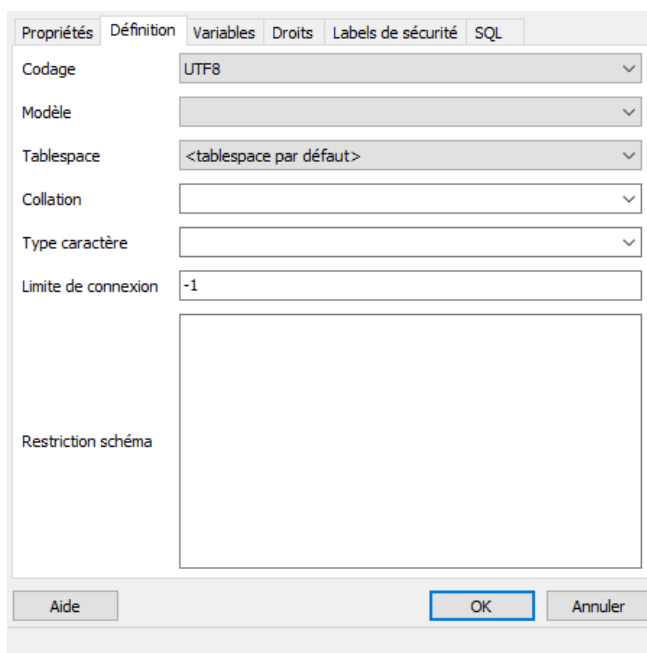 Propriétés Définition Variables Droits Labels de sécurité SQL
Codage UTF8
Modèle
Tablespace <tablespace par défaut>
Collation
Type caractère
Limite de connexion -1
Restriction schéma
Aide OK Annuler